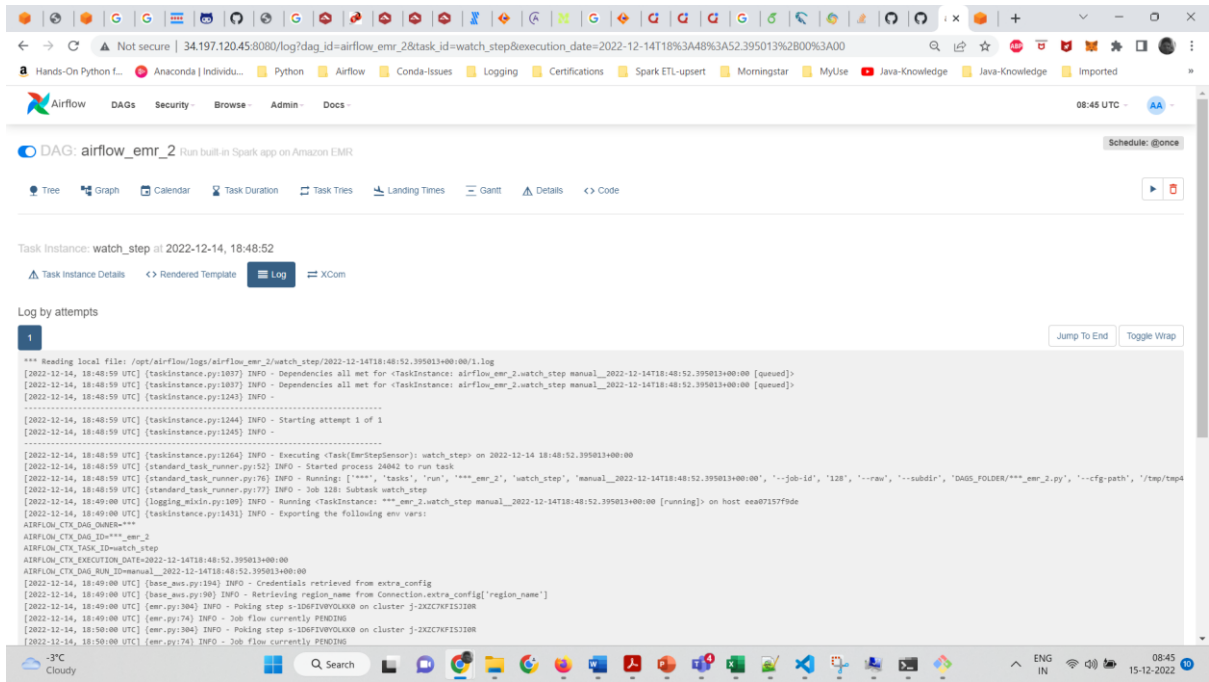 Not secure | 34.197.120.45:8080/log?dag_id=airflow_emr_2&task_id=watch_step&execution_date=2022-12-14T18%3A48%3A52.395013%2B00%3A00
Hands-On Python f... Anaconda | Individu... Python Airflow Conda-Issues Logging Certifications Spark ETL-upsert Morningstar MyUse Java-Knowledge Java-Knowledge Imported »
Airflow DAGs Security Browse Admin Docs 08:45 UTC AA
Schedule: @once
DAG: airflow_emr_2 Run built-in Spark app on Amazon EMR
Tree Graph Calendar Task Duration Task Tries Landing Times Gantt Details <> Code
Task Instance: watch_step at 2022-12-14, 18:48:52
Task Instance Details <> Rendered Template Log XCom
Log by attempts
1 Jump To End Toggle Wrap
*** Reading local file: /opt/airflow/logs/airflow_emr_2/watch_step/2022-12-14T18:48:52.395013+00:00/1.log
[2022-12-14, 18:48:59 UTC] {taskinstance.py:1037} INFO - Dependencies all met for <TaskInstance: airflow_emr_2.watch_step manual__2022-12-14T18:48:52.395013+00:00 [queued]>
[2022-12-14, 18:48:59 UTC] {taskinstance.py:1037} INFO - Dependencies all met for <TaskInstance: airflow_emr_2.watch_step manual__2022-12-14T18:48:52.395013+00:00 [queued]>
[2022-12-14, 18:48:59 UTC] {taskinstance.py:1243} INFO -
--------------------------------------------------------------------------------
[2022-12-14, 18:48:59 UTC] {taskinstance.py:1244} INFO - Starting attempt 1 of 1
[2022-12-14, 18:48:59 UTC] {taskinstance.py:1245} INFO -
--------------------------------------------------------------------------------
[2022-12-14, 18:48:59 UTC] {taskinstance.py:1264} INFO - Executing <Task(EmrStepSensor): watch_step> on 2022-12-14 18:48:52.395013+00:00
[2022-12-14, 18:48:59 UTC] {standard_task_runner.py:52} INFO - Started process 24042 to run task
[2022-12-14, 18:48:59 UTC] {standard_task_runner.py:76} INFO - Running: ['***', 'tasks', 'run', '***_emr_2', 'watch_step', 'manual__2022-12-14T18:48:52.395013+00:00', '--job-id', '128', '--raw', '--subdir', 'DAGS_FOLDER/***_emr_2.py', '--cfg-path', '/tmp/tmp4
[2022-12-14, 18:48:59 UTC] {standard_task_runner.py:77} INFO - Job 128: Subtask watch_step
[2022-12-14, 18:49:00 UTC] {logging_mixin.py:109} INFO - Running <TaskInstance: ***_emr_2.watch_step manual__2022-12-14T18:48:52.395013+00:00 [running]> on host eea07157f9de
[2022-12-14, 18:49:00 UTC] {taskinstance.py:1431} INFO - Exporting the following env vars:
AIRFLOW_CTX_DAG_OWNER=***
AIRFLOW_CTX_DAG_ID=***_emr_2
AIRFLOW_CTX_TASK_ID=watch_step
AIRFLOW_CTX_EXECUTION_DATE=2022-12-14T18:48:52.395013+00:00
AIRFLOW_CTX_DAG_RUN_ID=manual__2022-12-14T18:48:52.395013+00:00
[2022-12-14, 18:49:00 UTC] {base_aws.py:194} INFO - Credentials retrieved from extra_config
[2022-12-14, 18:49:00 UTC] {base_aws.py:90} INFO - Retrieving region_name from Connection.extra_config['region_name']
[2022-12-14, 18:49:00 UTC] {emr.py:304} INFO - Poking step s-1D6FIV0YOLKK0 on cluster j-2XZC7KFISJI0R
[2022-12-14, 18:49:00 UTC] {emr.py:74} INFO - Job flow currently PENDING
[2022-12-14, 18:50:00 UTC] {emr.py:304} INFO - Poking step s-1D6FIV0YOLKK0 on cluster j-2XZC7KFISJI0R
[2022-12-14, 18:50:00 UTC] {emr.py:74} INFO - Job flow currently PENDING
-3°C
Cloudy
Search
ENG
IN
08:45
15-12-2022